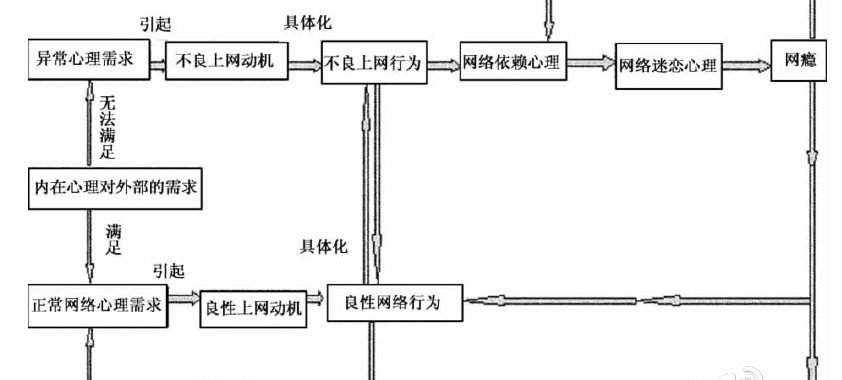 引起
具体化
异常心理需求
不良上网动机
不良上网行为
网络依赖心理
网络迷恋心理
网瘾
无法满足
内在心理对外部的需求
满足
具体化
引起
正常网络心理需求
良性上网动机
良性网络行为